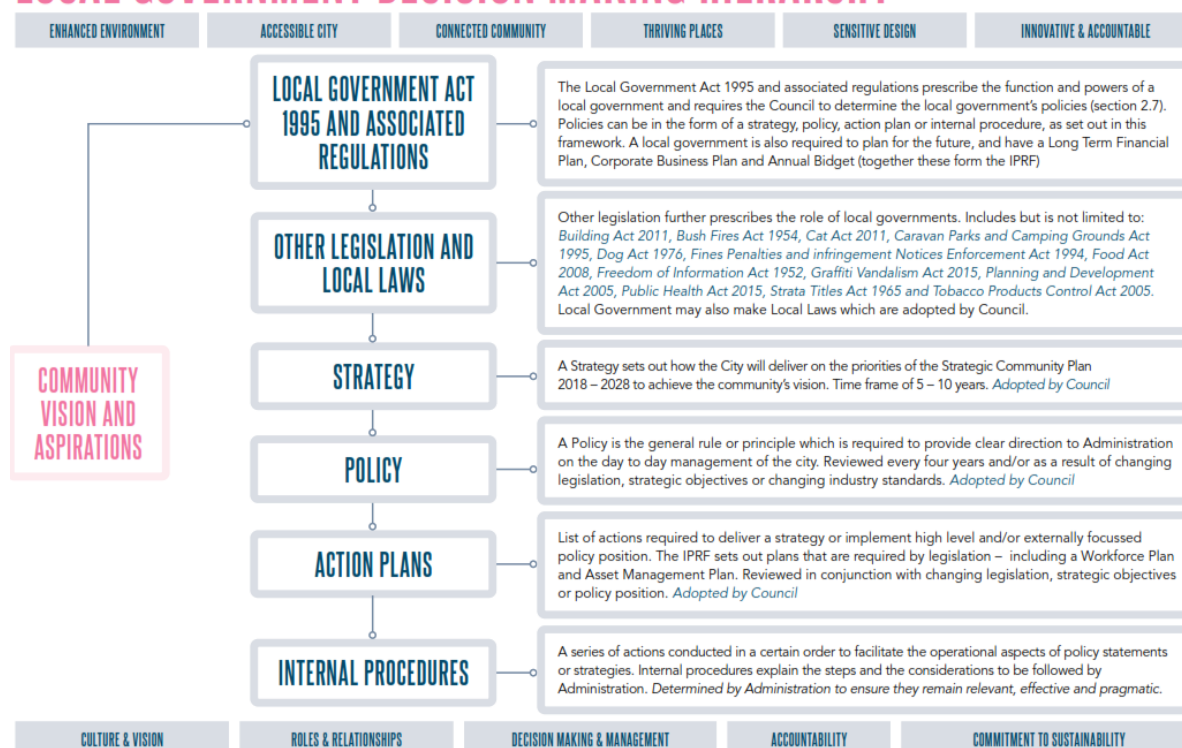 LOCAL GOVERNMENT DECISION MAKING HIERARCHY
ENHANCED ENVIRONMENT
ACCESSIBLE CITY
CONNECTED COMMUNITY
THRIVING PLACES
SENSITIVE DESIGN
INNOVATIVE & ACCOUNTABLE
LOCAL GOVERNMENT ACT
1995 AND ASSOCIATED
REGULATIONS
The Local Government Act 1995 and associated regulations prescribe the function and powers of a
local government and requires the Council to determine the local government's policies (section 2.7).
Policies can be in the form of a strategy, policy, action plan or internal procedure, as set out in this
framework. A local government is also required to plan for the future, and have a Long Term Financial
Plan, Corporate Business Plan and Annual Budget (together these form the IPRF)
OTHER LEGISLATION AND
LOCAL LAWS
Other legislation further prescribes the role of local governments. Includes but is not limited to:
Building Act 2011, Bush Fires Act 1954, Cat Act 2011, Caravan Parks and Camping Grounds Act
1995, Dog Act 1976, Fines Penalties and infringement Notices Enforcement Act 1994, Food Act
2008, Freedom of Information Act 1952, Graffiti Vandalism Act 2015, Planning and Development
Act 2005, Public Health Act 2015, Strata Titles Act 1965 and Tobacco Products Control Act 2005.
Local Government may also make Local Laws which are adopted by Council.
COMMUNITY
VISION AND
ASPIRATIONS
STRATEGY
A Strategy sets out how the City will deliver on the priorities of the Strategic Community Plan
2018 – 2028 to achieve the community's vision. Time frame of 5 – 10 years. Adopted by Council
POLICY
A Policy is the general rule or principle which is required to provide clear direction to Administration
on the day to day management of the city. Reviewed every four years and/or as a result of changing
legislation, strategic objectives or changing industry standards. Adopted by Council
ACTION PLANS
List of actions required to deliver a strategy or implement high level and/or externally focussed
policy position. The IPRF sets out plans that are required by legislation – including a Workforce Plan
and Asset Management Plan. Reviewed in conjunction with changing legislation, strategic objectives
or policy position. Adopted by Council
INTERNAL PROCEDURES
A series of actions conducted in a certain order to facilitate the operational aspects of policy statements
or strategies. Internal procedures explain the steps and the considerations to be followed by
Administration. Determined by Administration to ensure they remain relevant, effective and pragmatic.
CULTURE & VISION
ROLES & RELATIONSHIPS
DECISION MAKING & MANAGEMENT
ACCOUNTABILITY
COMMITMENT TO SUSTAINABILITY